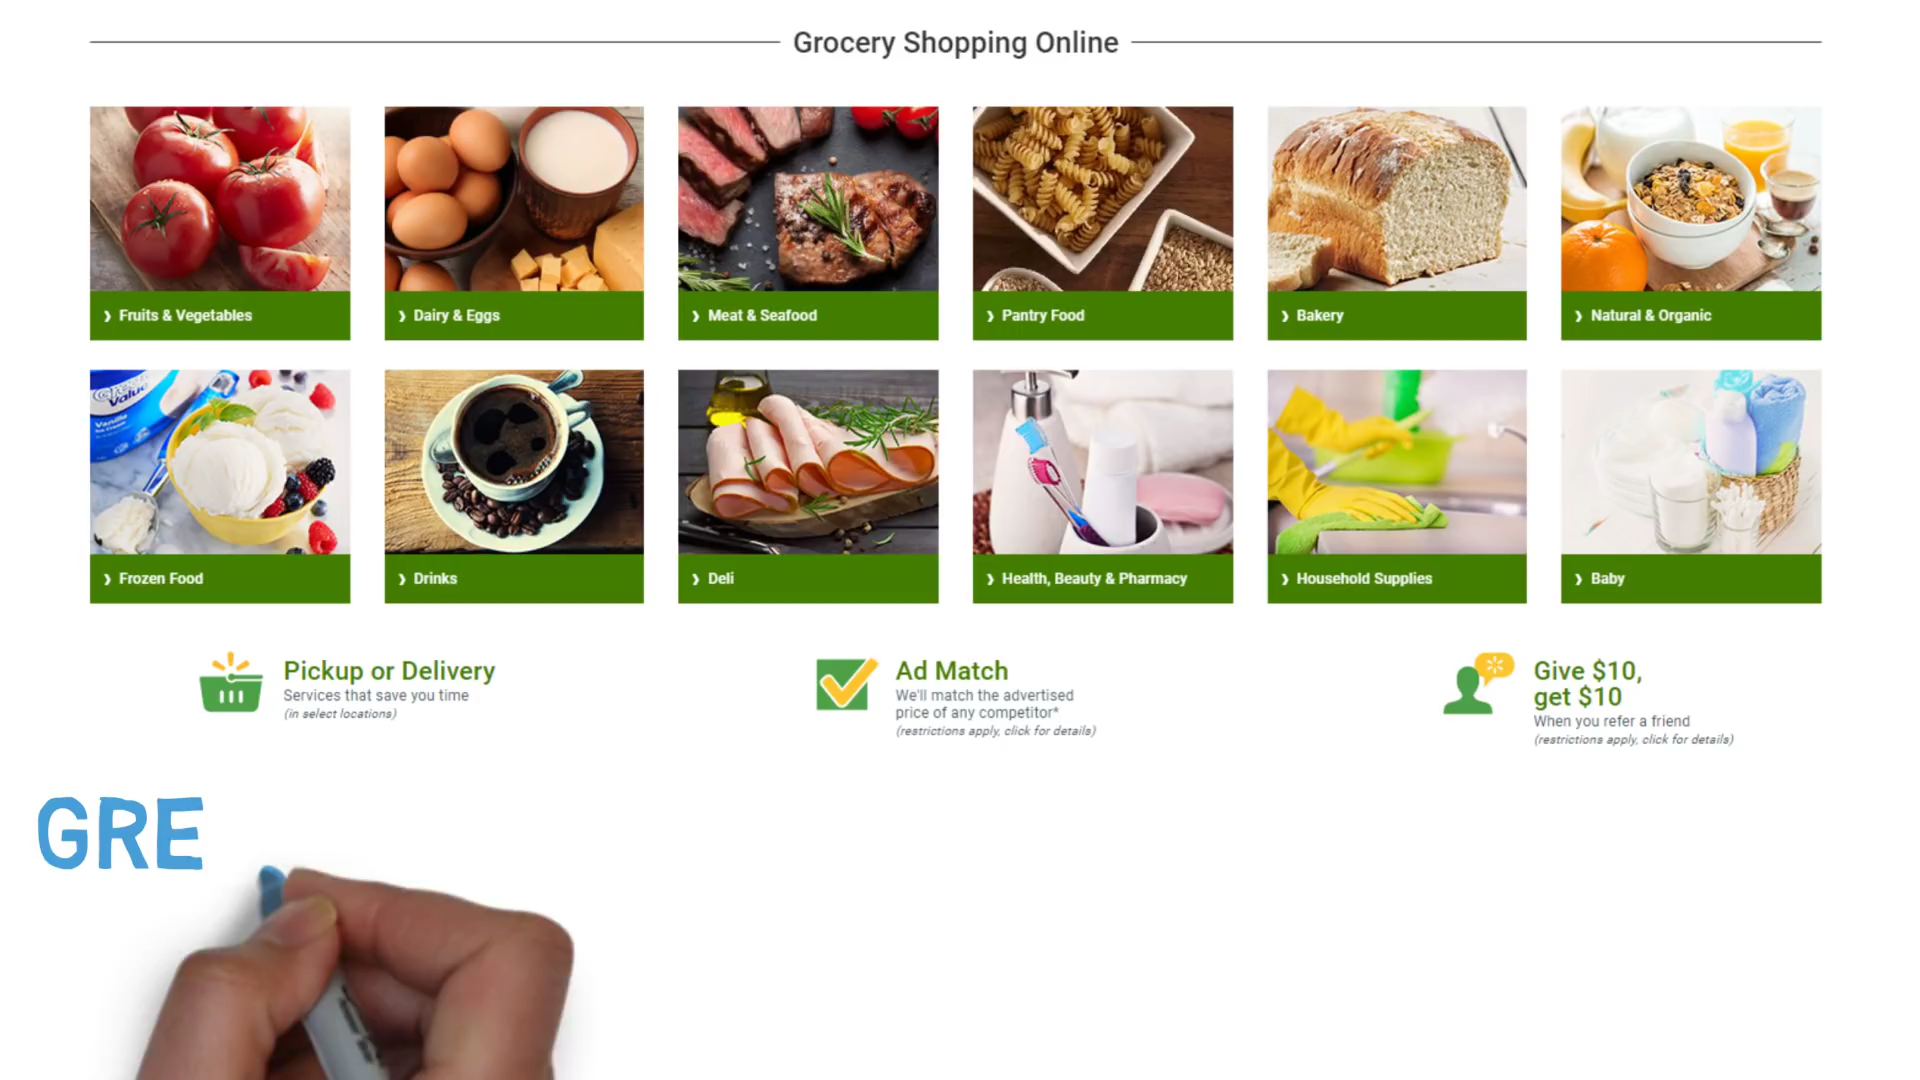 Grocery Shopping Online
› Fruits & Vegetables
› Dairy & Eggs
› Meat & Seafood
› Pantry Food
› Bakery
› Natural & Organic
Great
Value
Vanilla
› Frozen Food
› Drinks
› Deli
› Health, Beauty & Pharmacy
› Household Supplies
› Baby
Pickup or Delivery
Services that save you time
(in select locations)
Ad Match
We'll match the advertised
price of any competitor*
(restrictions apply, click for details)
Give $10,
get $10
When you refer a friend
(restrictions apply, click for details)
GRE